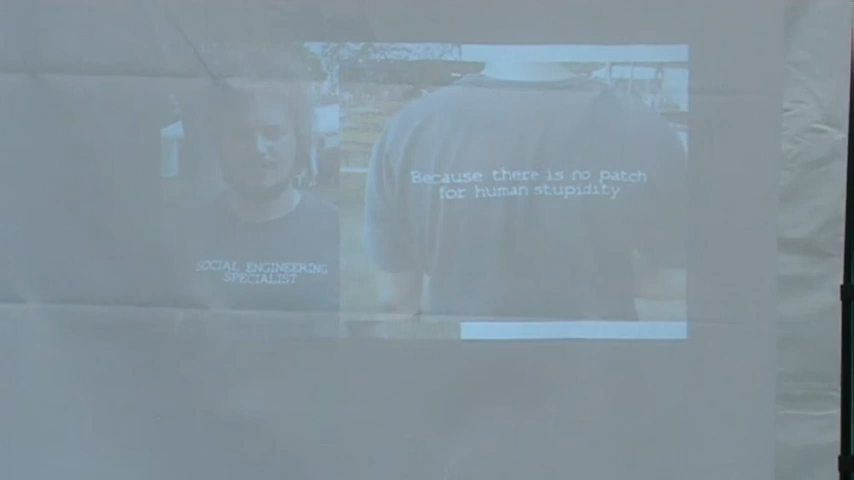 SOCIAL ENGINEERING
SPECIALIST
Because there is no patch
for human stupidity